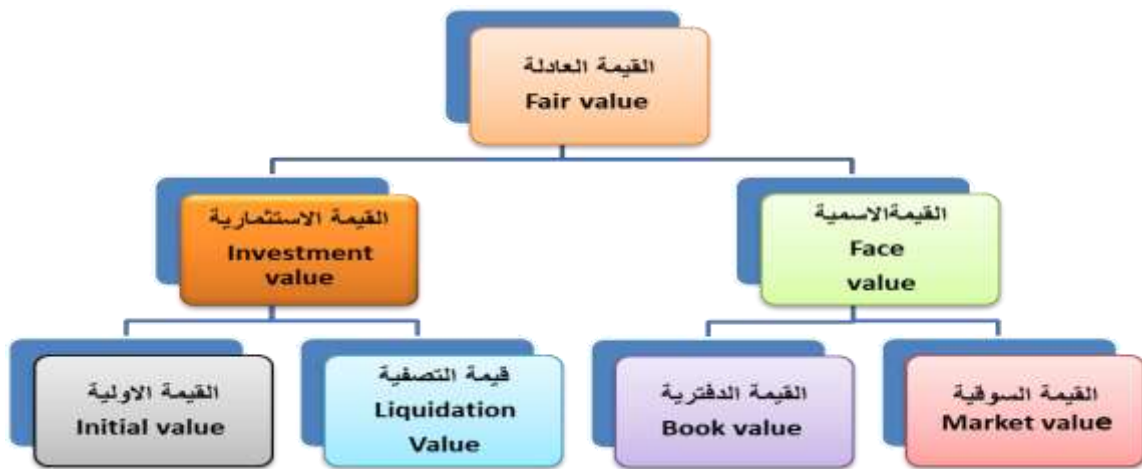 القيمة العادلة
Fair value
القيمة الاستثمارية
Investment
value
القيمةالاسمية
Face
value
القيمة الاولية
Initial value
قيمة التصفية
Liquidation
Value
القيمة الدفترية
Book value
القيمة السوقية
Market value